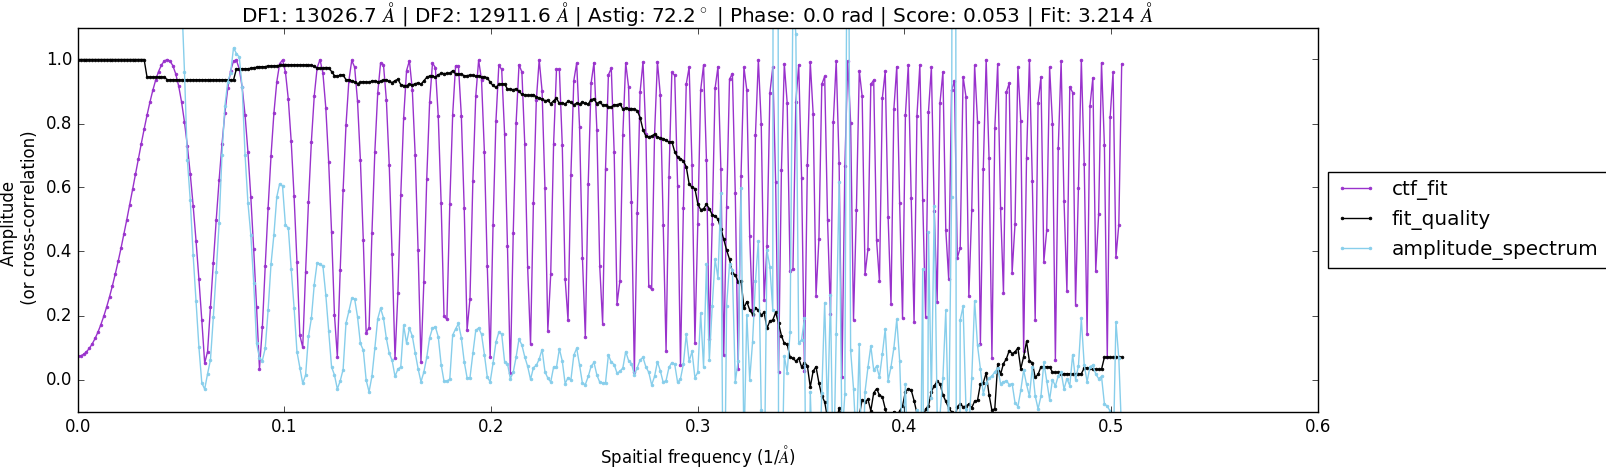 DF1: 13026.7 Å | DF2: 12911.6 Å | Astig: 72.2° | Phase: 0.0 rad | Score: 0.053 | Fit: 3.214 Å
1.0
0.8
0.6
0.4
0.2
0.0
Amplitude
(or cross-correlation)
0.0 0.1 0.2 0.3 0.4 0.5 0.6
Spaitial frequency (1/Å)
ctf_fit
fit_quality
amplitude_spectrum